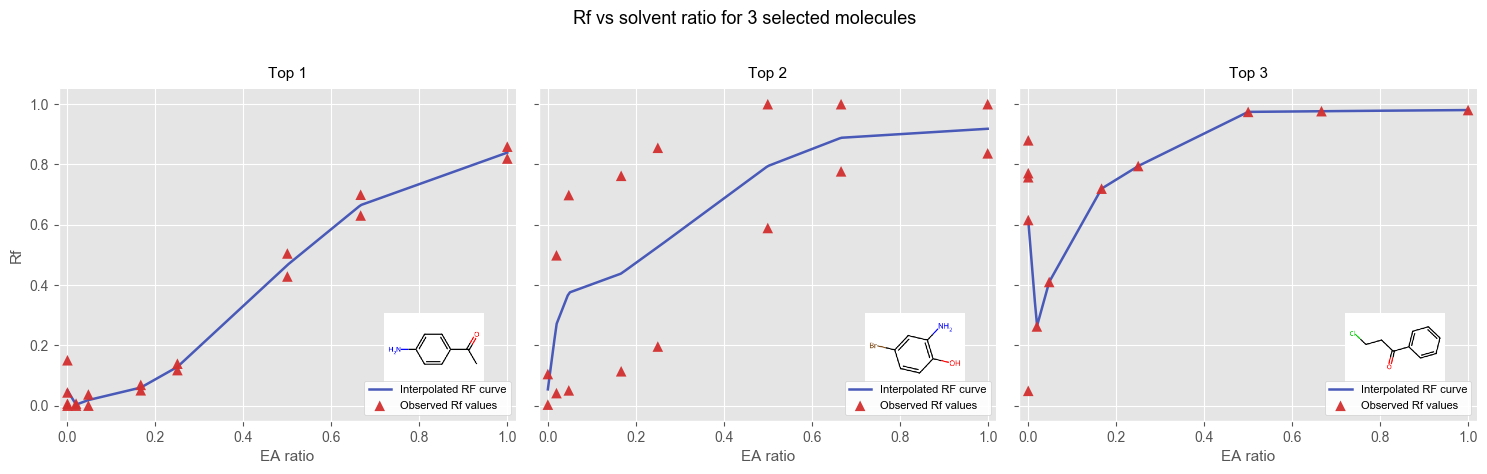 Rf vs solvent ratio for 3 selected molecules
Top 1
Top 2
Top 3
1.0
0.8
0.6
0.4
0.2
0.0
Rf
H2N
O
Interpolated RF curve
Observed Rf values
0.0 0.2 0.4 0.6 0.8 1.0
EA ratio
NH2
Br
OH
Interpolated RF curve
Observed Rf values
0.0 0.2 0.4 0.6 0.8 1.0
EA ratio
Cl
O
Interpolated RF curve
Observed Rf values
0.0 0.2 0.4 0.6 0.8 1.0
EA ratio